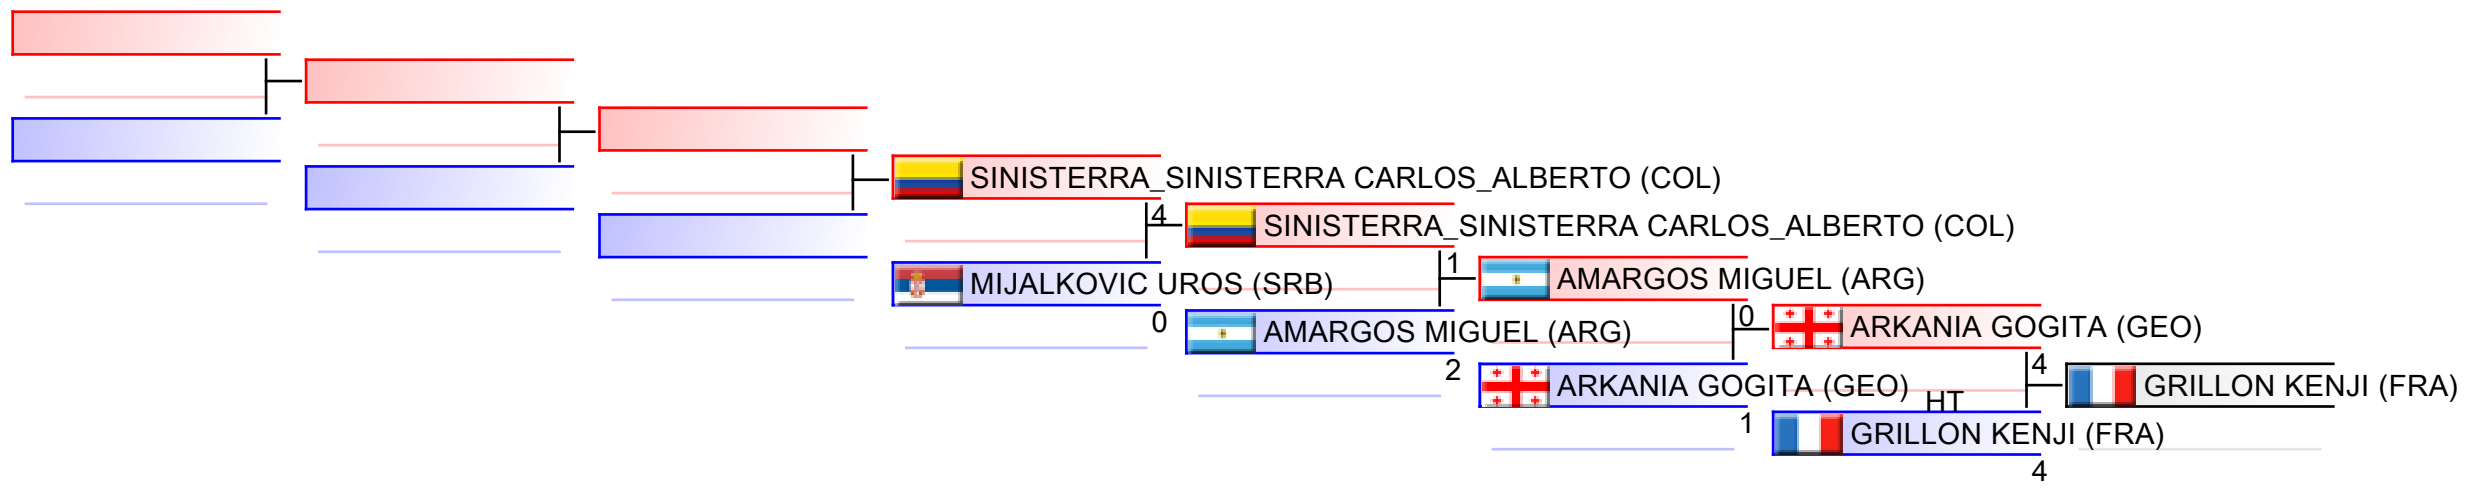 SINISTERRA_SINISTERRA CARLOS_ALBERTO (COL)
4
SINISTERRA_SINISTERRA CARLOS_ALBERTO (COL)
MIJALKOVIC UROS (SRB)
0
1
AMARGOS MIGUEL (ARG)
AMARGOS MIGUEL (ARG)
2
0
ARKANIA GOGITA (GEO)
ARKANIA GOGITA (GEO)
1
HT
4
GRILLON KENJI (FRA)
GRILLON KENJI (FRA)
4